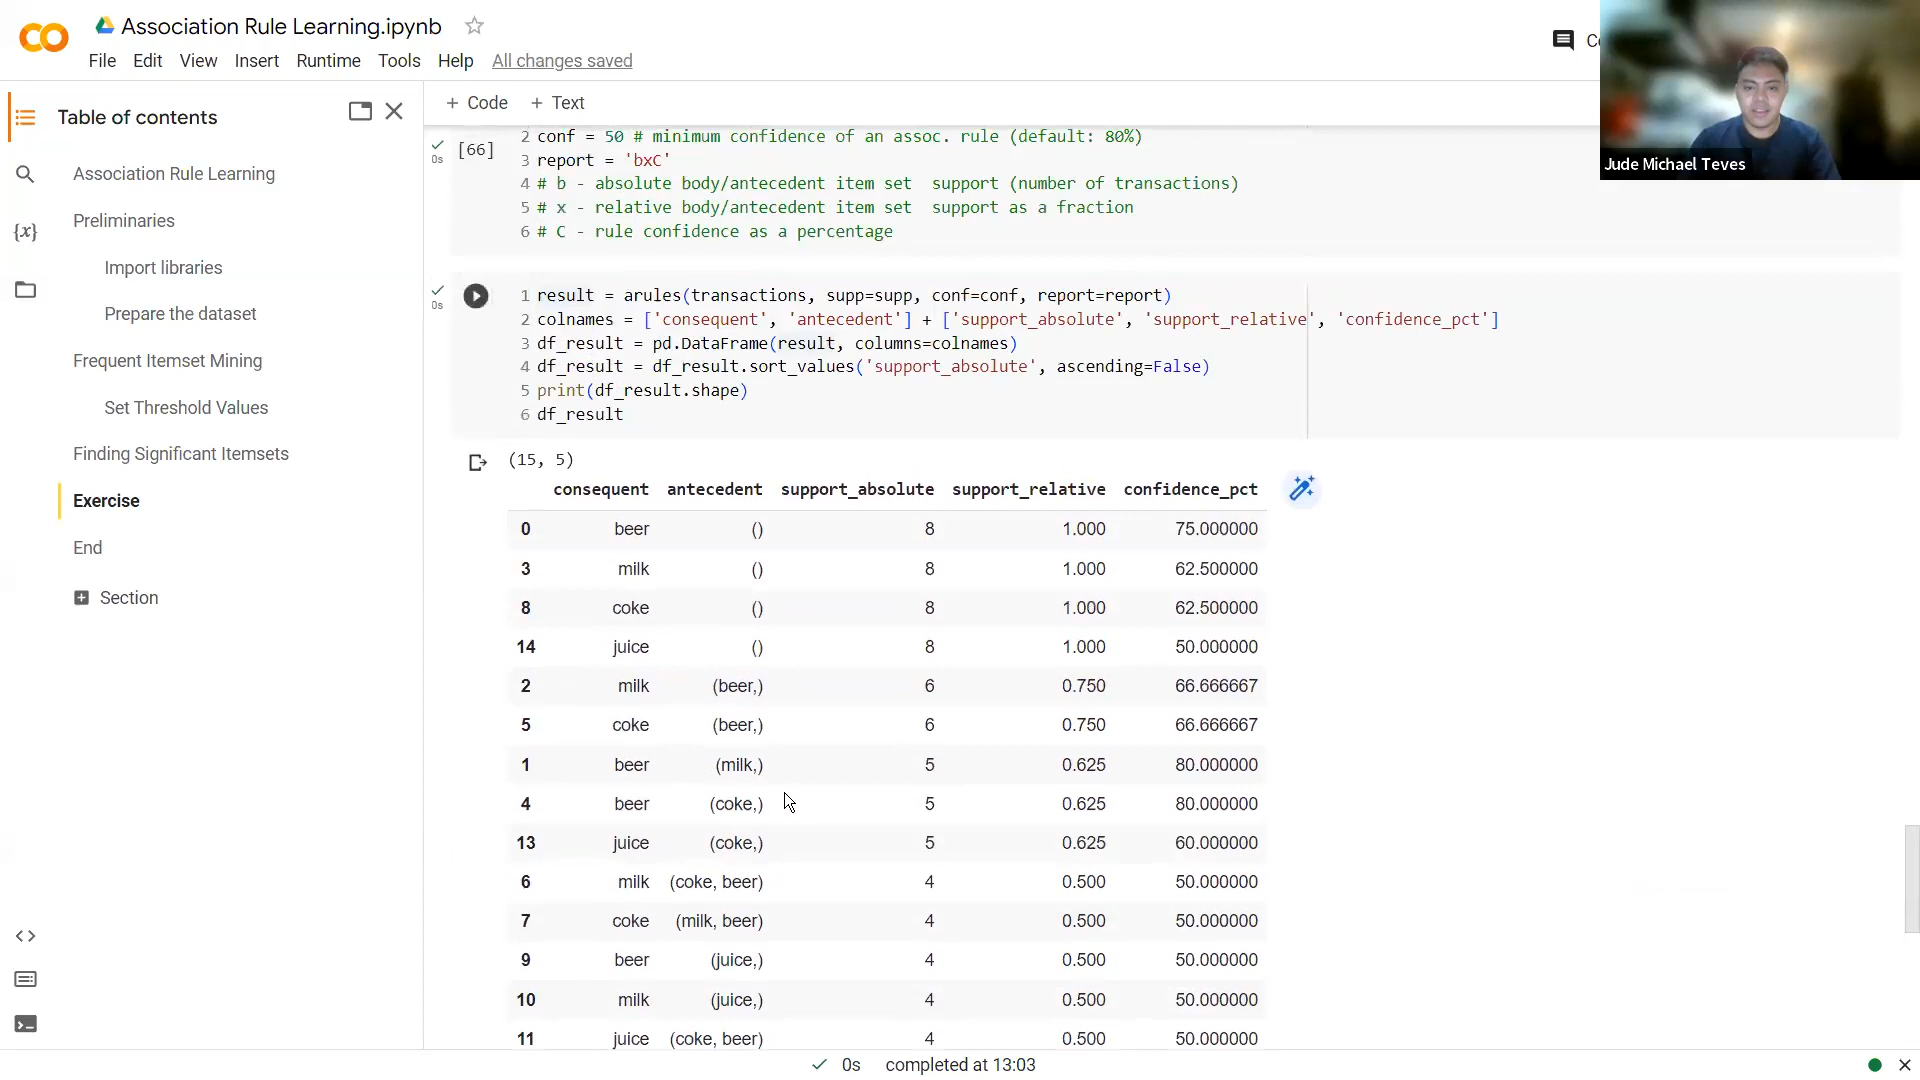 Association Rule Learning.ipynb
File Edit View Insert Runtime Tools Help All changes saved
Jude Michael Teves
Table of contents
Association Rule Learning
Preliminaries
Import libraries
Prepare the dataset
Frequent Itemset Mining
Set Threshold Values
Finding Significant Itemsets
Exercise
End
Section
{x}
+ Code + Text
[66]
0s
2 conf = 50 # minimum confidence of an assoc. rule (default: 80%)
3 report = 'bxC'
4 # b - absolute body/antecedent item set  support (number of transactions)
5 # x - relative body/antecedent item set  support as a fraction
6 # C - rule confidence as a percentage
0s
1 result = arules(transactions, supp=supp, conf=conf, report=report)
2 colnames = ['consequent', 'antecedent'] + ['support_absolute', 'support_relative', 'confidence_pct']
3 df_result = pd.DataFrame(result, columns=colnames)
4 df_result = df_result.sort_values('support_absolute', ascending=False)
5 print(df_result.shape)
6 df_result
(15, 5)
consequent antecedent support_absolute support_relative confidence_pct
0 beer () 8 1.000 75.000000
3 milk () 8 1.000 62.500000
8 coke () 8 1.000 62.500000
14 juice () 8 1.000 50.000000
2 milk (beer,) 6 0.750 66.666667
5 coke (beer,) 6 0.750 66.666667
1 beer (milk,) 5 0.625 80.000000
4 beer (coke,) 5 0.625 80.000000
13 juice (coke,) 5 0.625 60.000000
6 milk (coke, beer) 4 0.500 50.000000
7 coke (milk, beer) 4 0.500 50.000000
9 beer (juice,) 4 0.500 50.000000
10 milk (juice,) 4 0.500 50.000000
11 juice (coke, beer) 4 0.500 50.000000
0s completed at 13:03